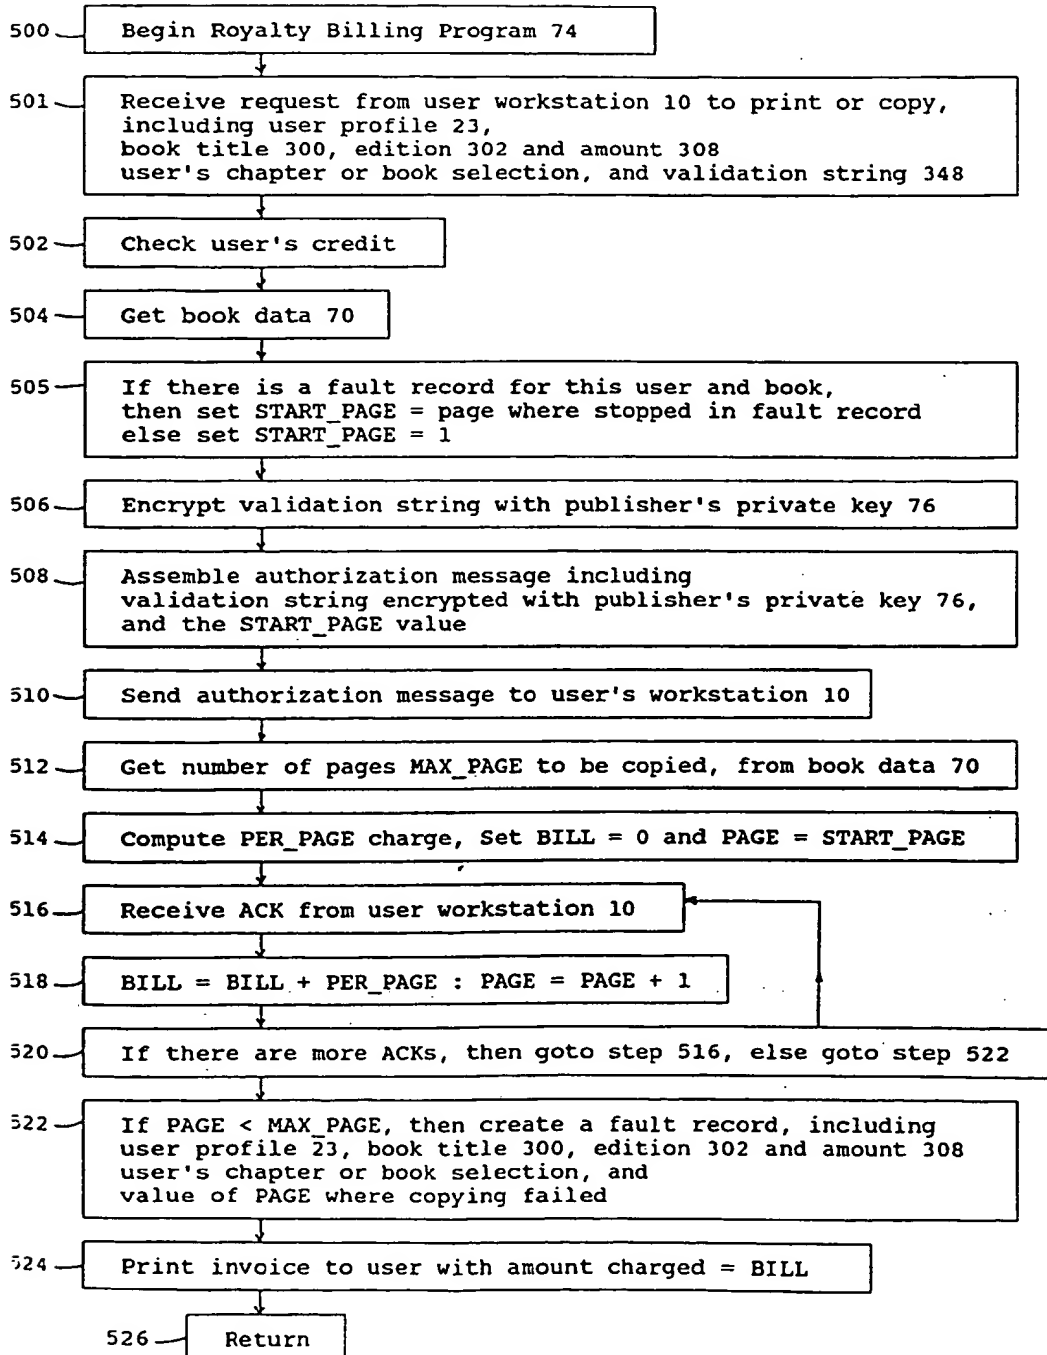 500 Begin Royalty Billing Program 74
501 Receive request from user workstation 10 to print or copy,
including user profile 23,
book title 300, edition 302 and amount 308
user's chapter or book selection, and validation string 348
502 Check user's credit
504 Get book data 70
505 If there is a fault record for this user and book,
then set START_PAGE = page where stopped in fault record
else set START_PAGE = 1
506 Encrypt validation string with publisher's private key 76
508 Assemble authorization message including
validation string encrypted with publisher's private key 76,
and the START_PAGE value
510 Send authorization message to user's workstation 10
512 Get number of pages MAX_PAGE to be copied, from book data 70
514 Compute PER_PAGE charge, Set BILL = 0 and PAGE = START_PAGE
516 Receive ACK from user workstation 10
518 BILL = BILL + PER_PAGE : PAGE = PAGE + 1
520 If there are more ACKs, then goto step 516, else goto step 522
522 If PAGE < MAX_PAGE, then create a fault record, including
user profile 23, book title 300, edition 302 and amount 308
user's chapter or book selection, and
value of PAGE where copying failed
524 Print invoice to user with amount charged = BILL
526 Return